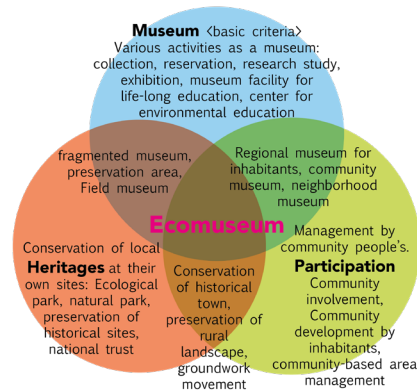 Museum <basic criteria>
Various activities as a museum:
collection, reservation, research study,
exhibition, museum facility for
life-long education, center for
environmental education
fragmented museum,
preservation area,
Field museum
Regional museum for
inhabitants, community
museum, neighborhood
museum
Ecomuseum
Conservation of local
Heritages at their
own sites: Ecological
park, natural park,
preservation of
historical sites,
national trust
Conservation
of historical
town,
preservation of
rural
landscape,
groundwork
movement
Management by
community people's.
Participation
Community
involvement,
Community
development by
inhabitants,
community-based area
management